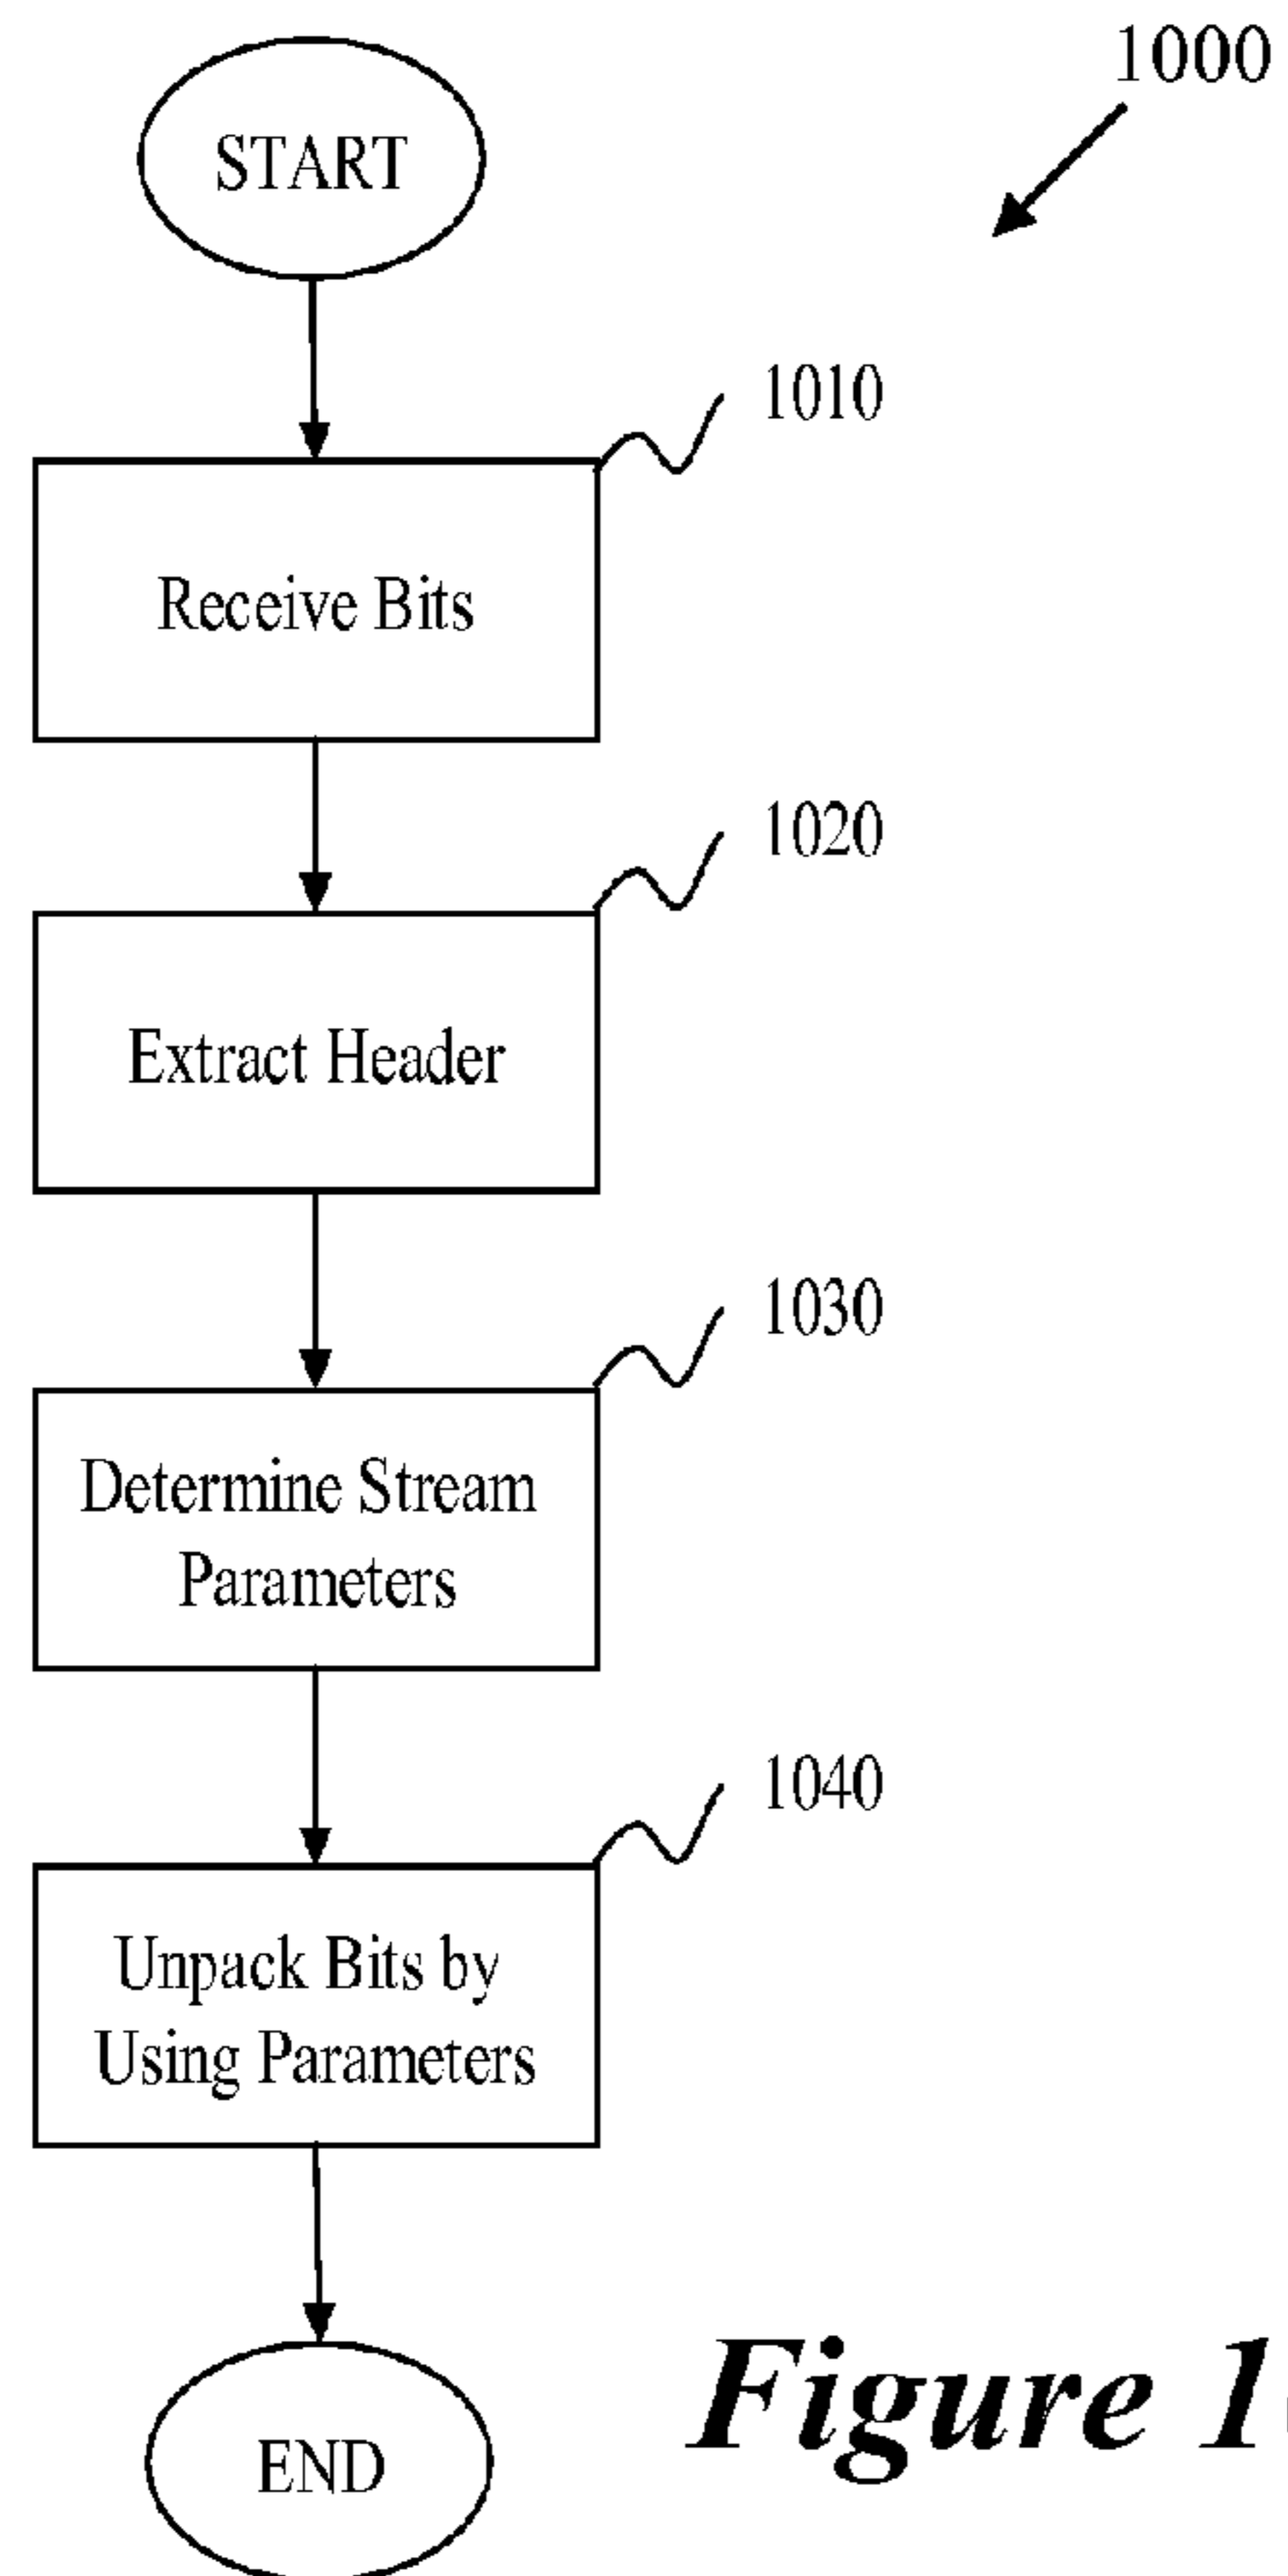 1000
START
1010
Receive Bits
1020
Extract Header
1030
Determine Stream
Parameters
1040
Unpack Bits by
Using Parameters
END
Figure 1